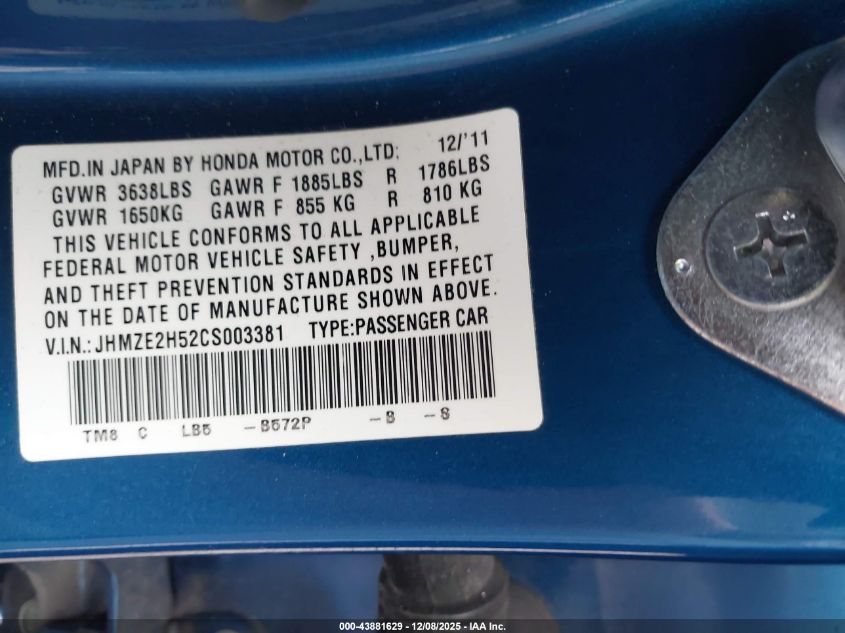 MFD.IN JAPAN BY HONDA MOTOR CO.,LTD: 12/'11
GVWR 3638LBS GAWR F 1885LBS R 1786LBS
GVWR 1650KG GAWR F 855 KG R 810 KG
THIS VEHICLE CONFORMS TO ALL APPLICABLE
FEDERAL MOTOR VEHICLE SAFETY ,BUMPER,
AND THEFT PREVENTION STANDARDS IN EFFECT
ON THE DATE OF MANUFACTURE SHOWN ABOVE.
V.I.N.:JHMZE2H52CS003381 TYPE:PASSENGER CAR
TM8 C LB5 -B572P -B -S
000-43881629 - 12/08/2025 - IAA Inc.